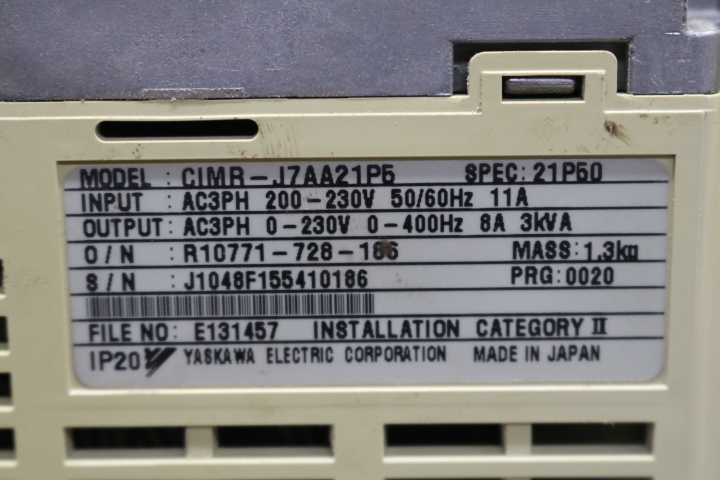 MODEL : CIMR-J7AA21P5 SPEC: 21P50
INPUT : AC3PH 200-230V 50/60Hz 11A
OUTPUT: AC3PH 0-230V 0-400Hz 8A 3kVA
O/N : R10771-728-186 MASS: 1.3kg
S/N : J1048F155410186 PRG: 0020
FILE NO: E131457 INSTALLATION CATEGORY II
IP20 YASKAWA ELECTRIC CORPORATION MADE IN JAPAN